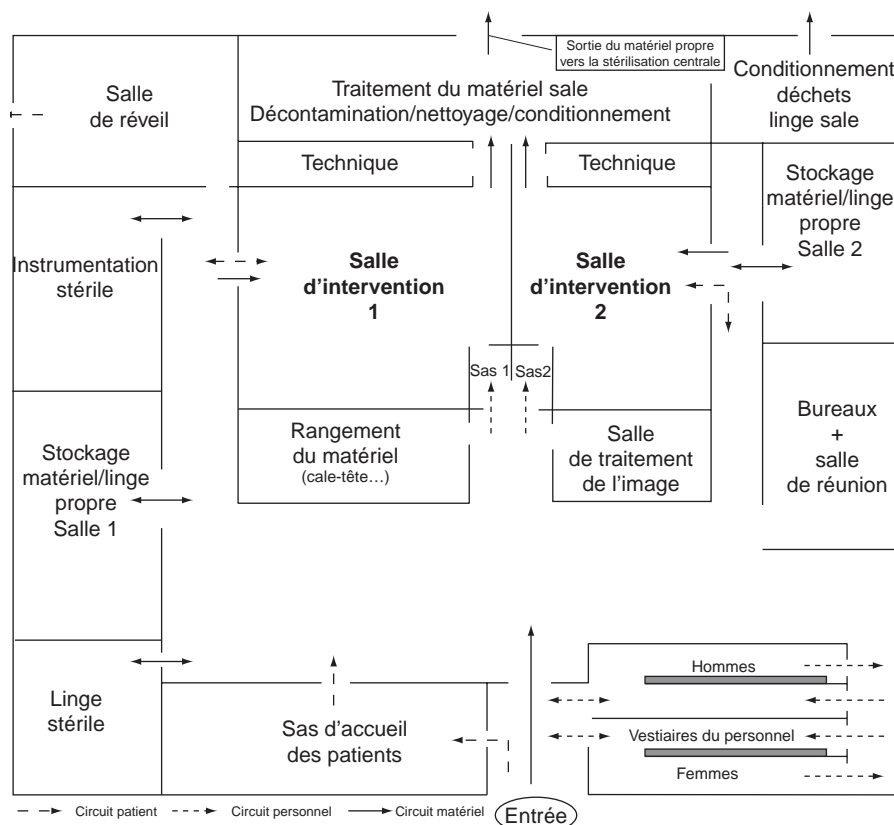 Sortie du matériel propre
vers la stérilisation centrale
Salle
de réveil
Traitement du matériel sale
Décontamination/nettoyage/conditionnement
Conditionnement
déchets
linge sale
Technique
Technique
Stockage
matériel/linge
propre
Salle 2
Instrumentation
stérile
Salle
d'intervention
1
Salle
d'intervention
2
Sas 1
Sas2
Rangement
du matériel
(cale-tête…)
Salle
de traitement
de l'image
Bureaux
+
salle
de réunion
Stockage
matériel/linge
propre
Salle 1
Linge
stérile
Sas d'accueil
des patients
Hommes
Vestiaires du personnel
Femmes
Circuit patient
Circuit personnel
Circuit matériel
Entrée